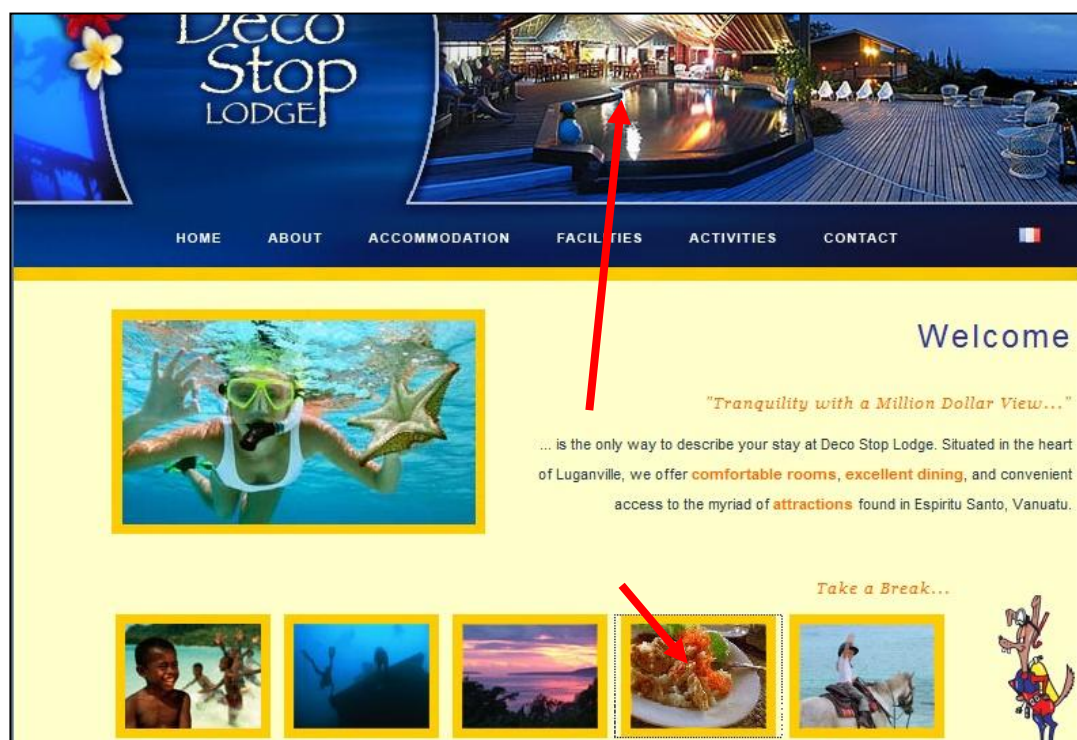 Deco
Stop
LODGE
HOME ABOUT ACCOMMODATION FACILITIES ACTIVITIES CONTACT
Welcome
"Tranquility with a Million Dollar View..."
... is the only way to describe your stay at Deco Stop Lodge. Situated in the heart
of Luganville, we offer comfortable rooms, excellent dining, and convenient
access to the myriad of attractions found in Espiritu Santo, Vanuatu.
Take a Break...